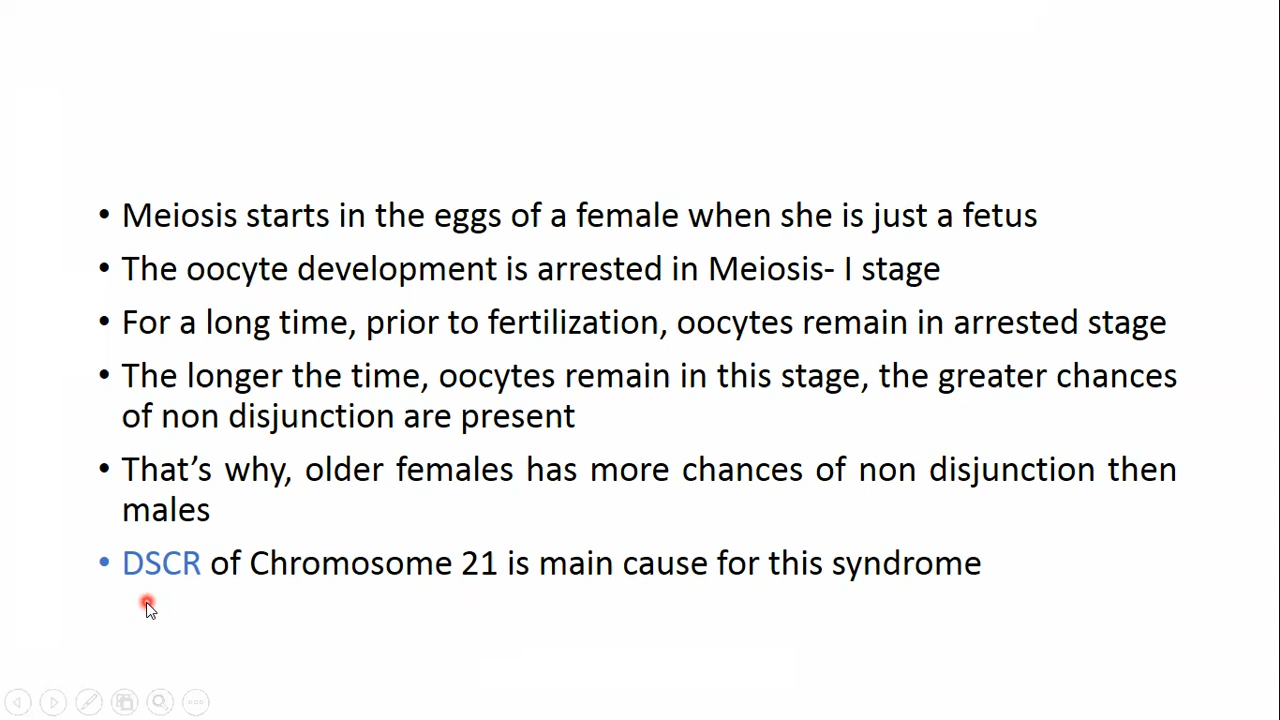 • Meiosis starts in the eggs of a female when she is just a fetus
• The oocyte development is arrested in Meiosis- I stage
• For a long time, prior to fertilization, oocytes remain in arrested stage
• The longer the time, oocytes remain in this stage, the greater chances
of non disjunction are present
• That’s why, older females has more chances of non disjunction then
males
• DSCR of Chromosome 21 is main cause for this syndrome